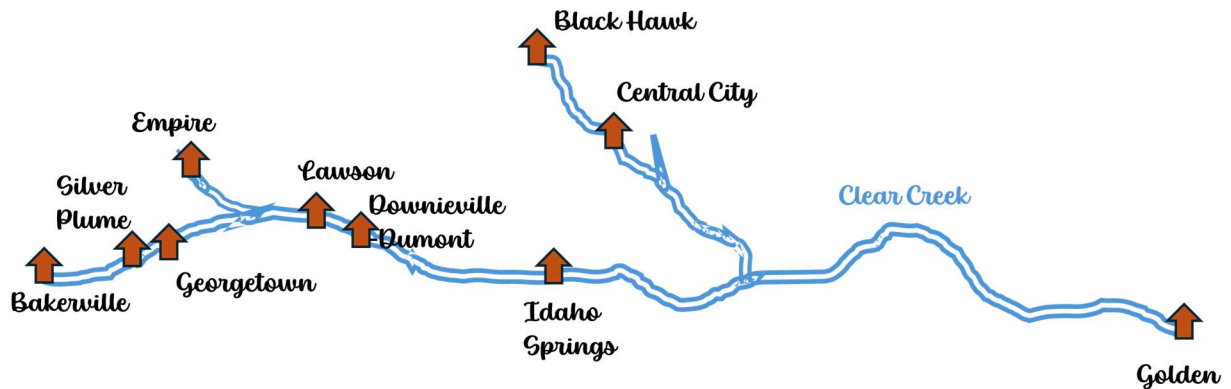 Black Hawk
Central City
Empire
Lawson
Silver
Plume
Downieville
-Dumont
Clear Creek
Georgetown
Bakerville
Idaho
Springs
Golden